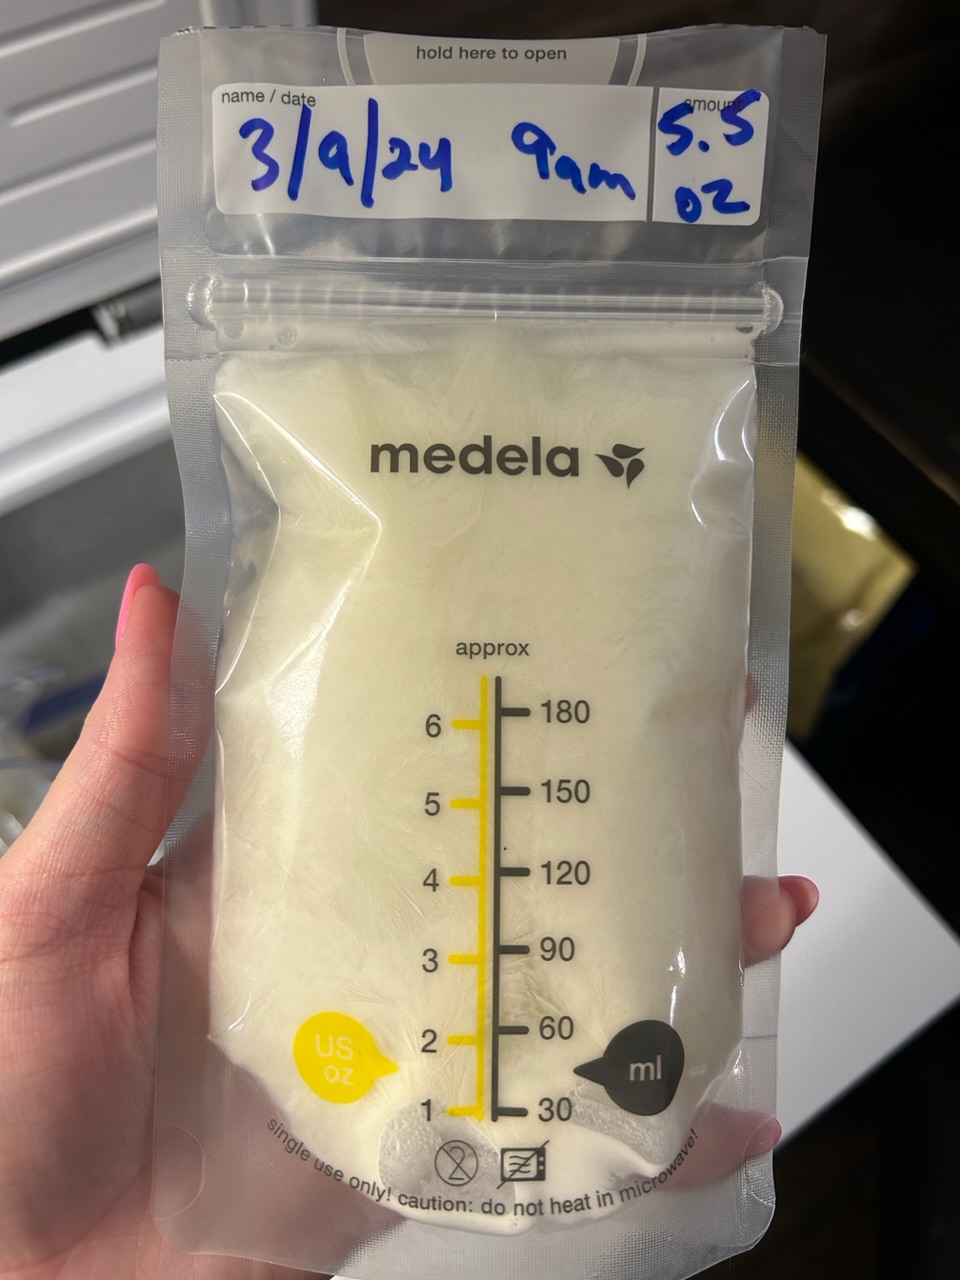 hold here to open
name / date
amount
3/9/24 9am
5.5
oz
medela
approx
6 180
5 150
4 120
3 90
2 60
1 30
US
oz
ml
2
single use only! caution: do not heat in microwave!